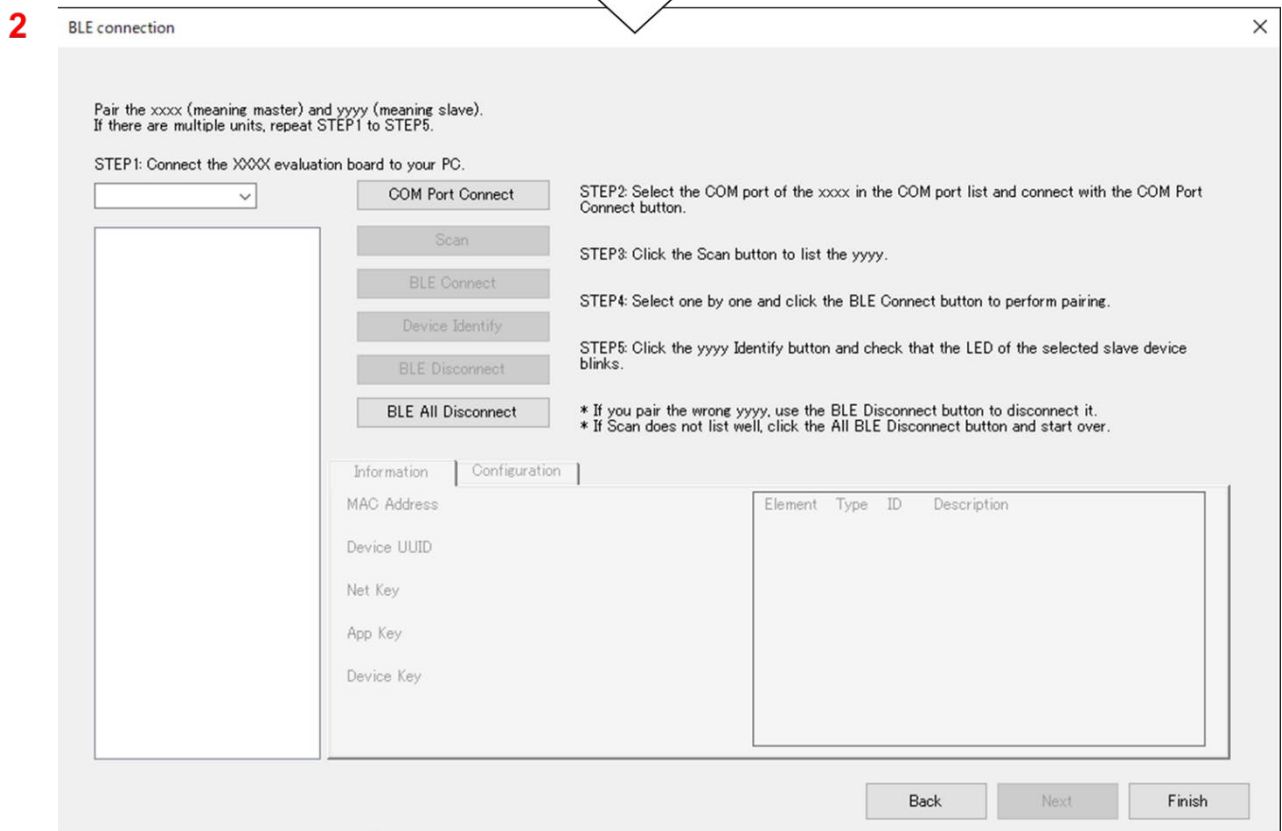 2
BLE connection
Pair the xxxx (meaning master) and yyyy (meaning slave).
If there are multiple units, repeat STEP1 to STEP5.
STEP1: Connect the XXXX evaluation board to your PC.
COM Port Connect
STEP2: Select the COM port of the xxxx in the COM port list and connect with the COM Port
Connect button.
Scan
STEP3: Click the Scan button to list the yyyy.
BLE Connect
STEP4: Select one by one and click the BLE Connect button to perform pairing.
Device Identify
STEP5: Click the yyyy Identify button and check that the LED of the selected slave device
blinks.
BLE Disconnect
BLE All Disconnect
* If you pair the wrong yyyy, use the BLE Disconnect button to disconnect it.
* If Scan does not list well, click the All BLE Disconnect button and start over.
Information Configuration
MAC Address
Element Type ID Description
Device UUID
Net Key
App Key
Device Key
Back Next Finish